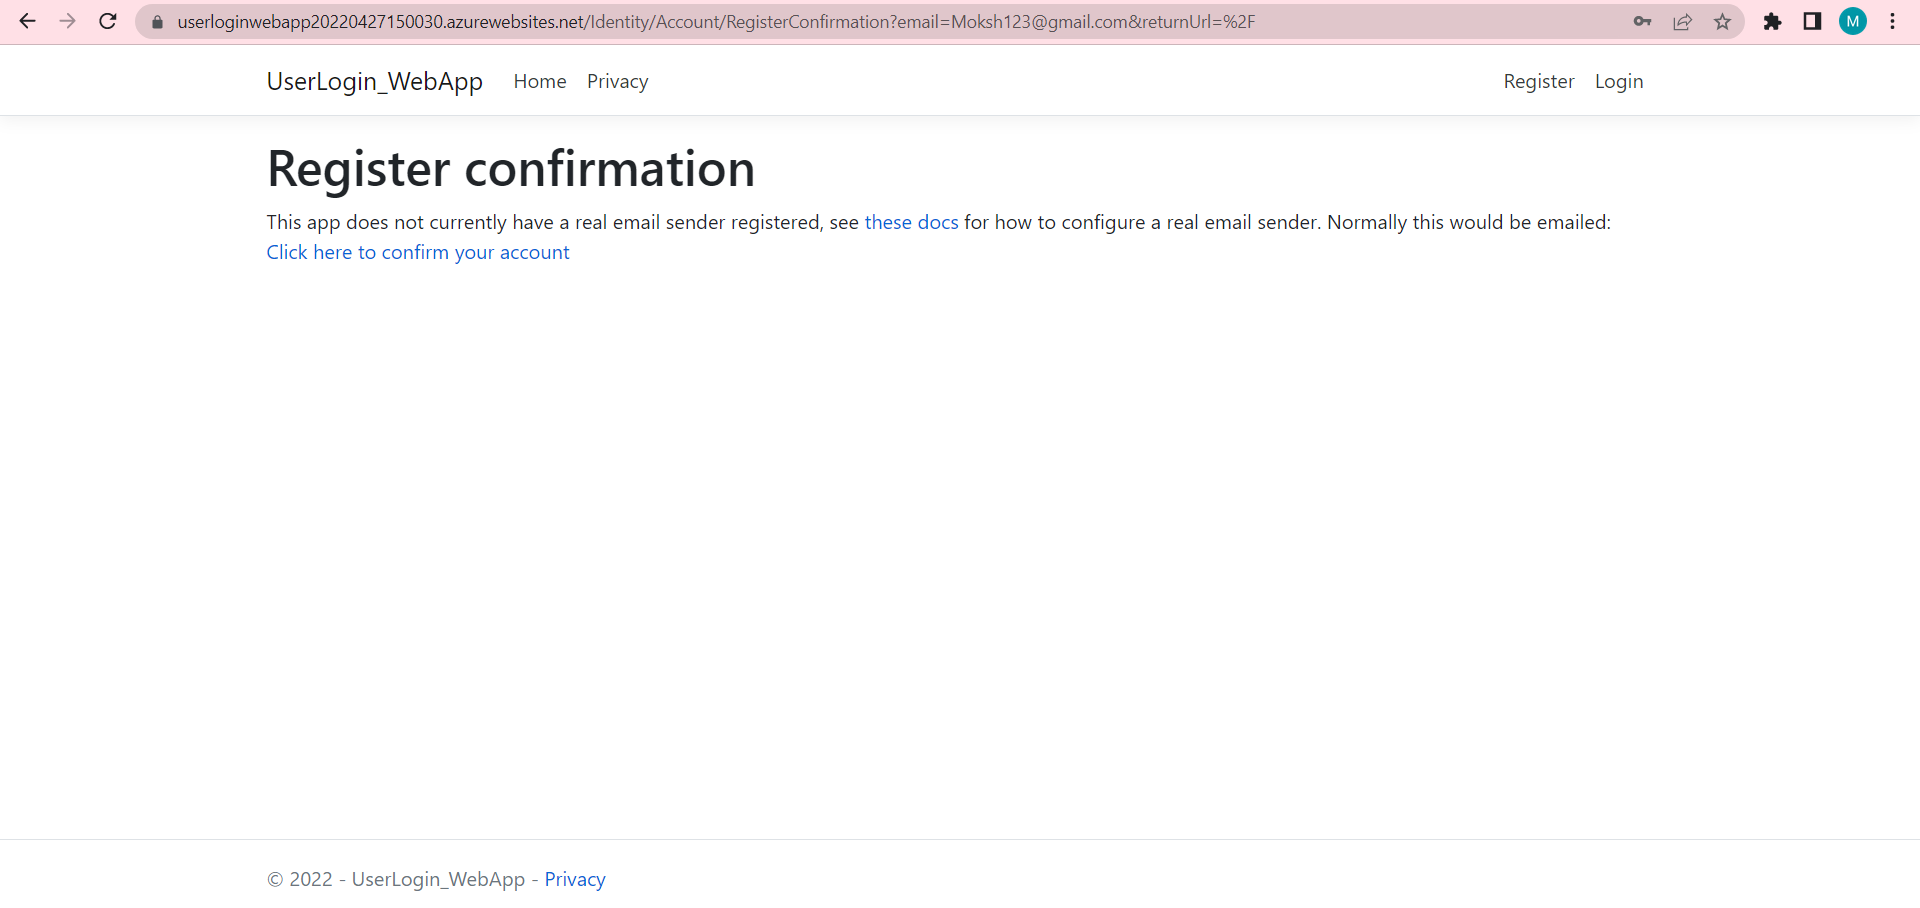 userloginwebapp20220427150030.azurewebsites.net/Identity/Account/RegisterConfirmation?email=Moksh123@gmail.com&returnUrl=%2F
M
UserLogin_WebApp Home Privacy Register Login
Register confirmation
This app does not currently have a real email sender registered, see these docs for how to configure a real email sender. Normally this would be emailed:
Click here to confirm your account
© 2022 - UserLogin_WebApp - Privacy